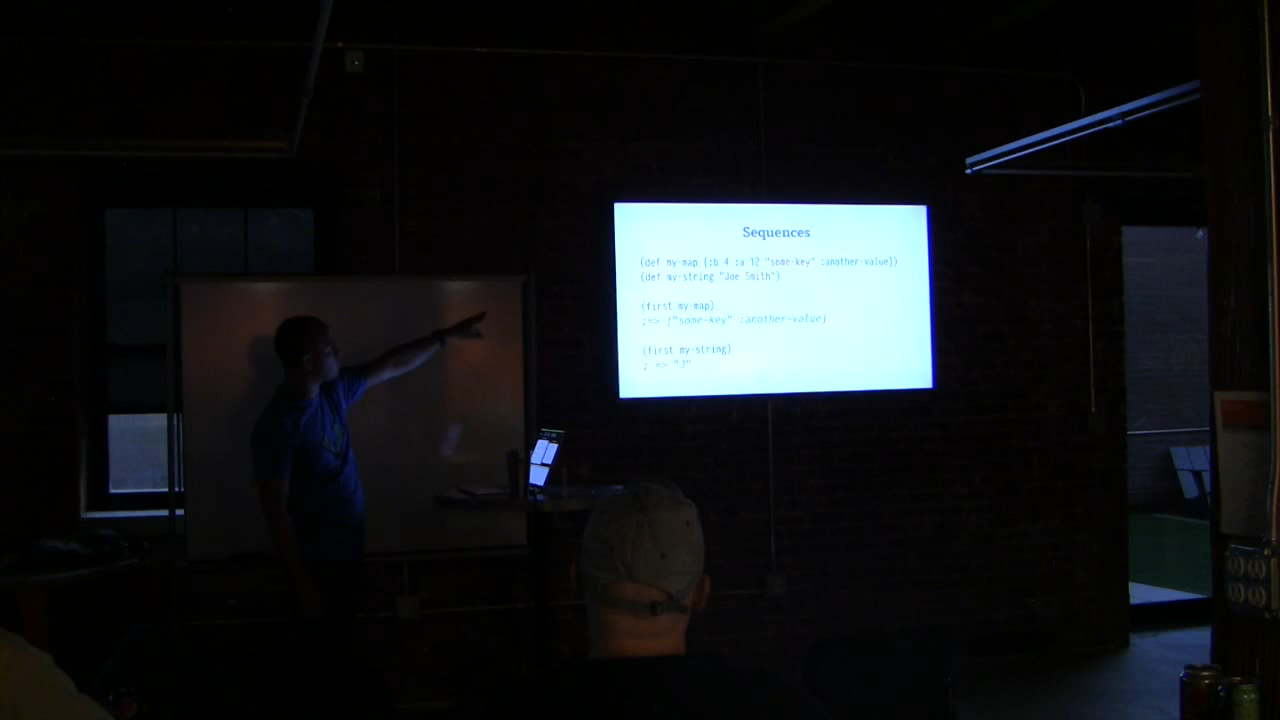 Sequences
(def my-map {:b 4 :a 12 "some-key" :another-value})
(def my-string "Joe Smith")
(first my-map)
;=> ["some-key" :another-value]
(first my-string)
; => "J"